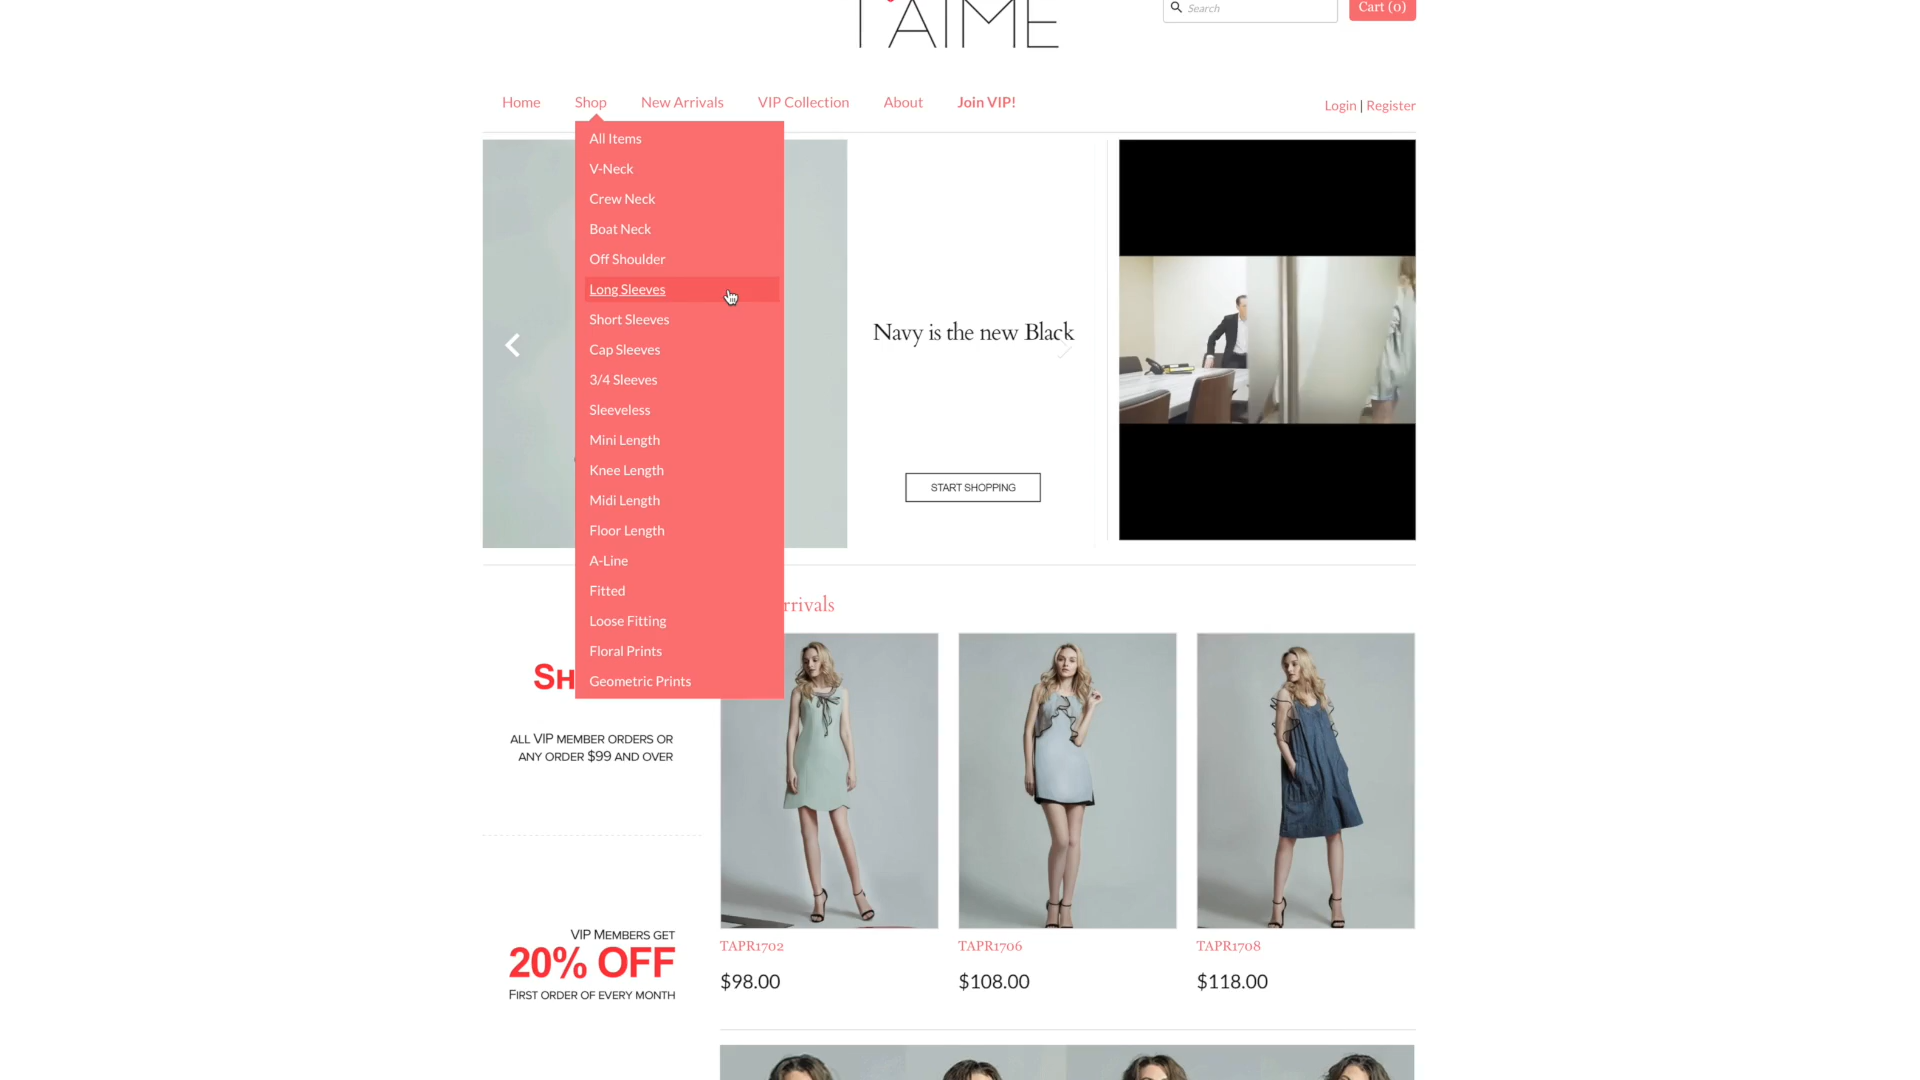 T'AIME
Search
Cart (0)
Home
Shop
New Arrivals
VIP Collection
About
Join VIP!
Login | Register
All Items
V-Neck
Crew Neck
Boat Neck
Off Shoulder
Long Sleeves
Short Sleeves
Cap Sleeves
3/4 Sleeves
Sleeveless
Mini Length
Knee Length
Midi Length
Floor Length
A-Line
Fitted
Loose Fitting
Floral Prints
Geometric Prints
Navy is the new Black
START SHOPPING
rrivals
SH
ALL VIP MEMBER ORDERS OR
ANY ORDER $99 AND OVER
VIP MEMBERS GET
20% OFF
FIRST ORDER OF EVERY MONTH
TAPR1702
$98.00
TAPR1706
$108.00
TAPR1708
$118.00